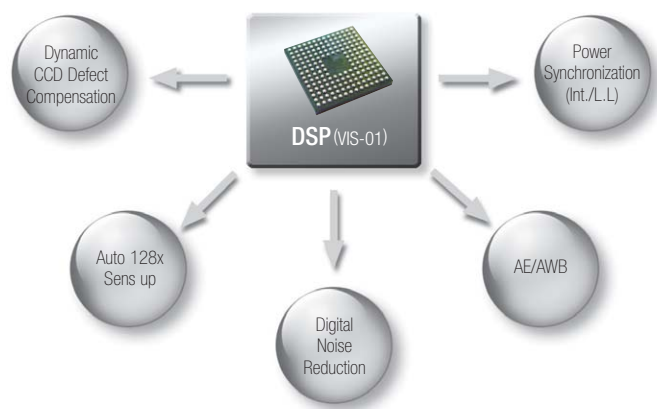 Dynamic
CCD Defect
Compensation
DSP (VIS-01)
Power
Synchronization
(Int./L.L)
Auto 128x
Sens up
Digital
Noise
Reduction
AE/AWB